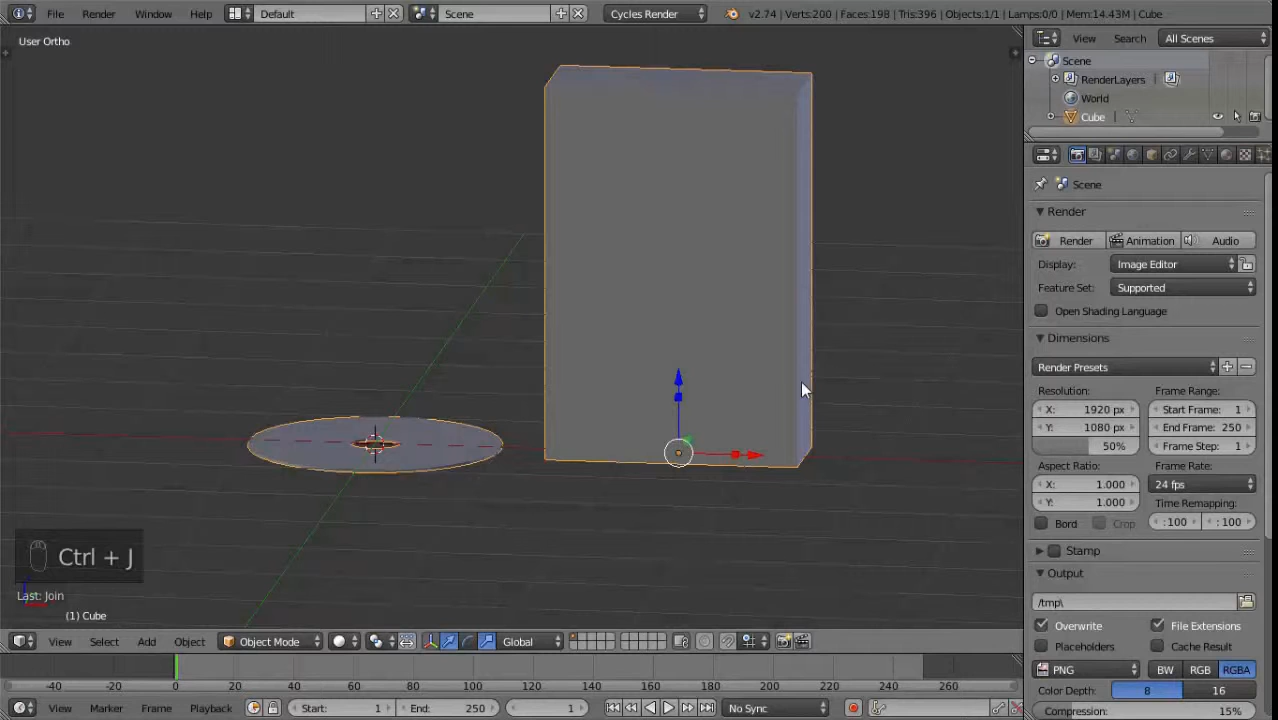 File Render Window Help Default Scene Cycles Render v2.74 | Verts:200 | Faces:198 | Tris:396 | Objects:1/1 | Lamps:0/0 | Mem:14.43M | Cube
User Ortho
View Search All Scenes
Scene
RenderLayers
World
Cube
Scene
Render
Render Animation Audio
Display: Image Editor
Feature Set: Supported
Open Shading Language
Dimensions
Render Presets
Resolution: Frame Range:
X: 1920 px Start Frame: 1
Y: 1080 px End Frame: 250
50% Frame Step: 1
Aspect Ratio: Frame Rate:
X: 1.000 24 fps
Y: 1.000 Time Remapping:
Bord Crop :100 :100
Stamp
Output
/tmp\
Overwrite File Extensions
Placeholders Cache Result
PNG BW RGB RGBA
Color Depth: 8 16
Compression: 15%
Ctrl + J
Last: Join
(1) Cube
View Select Add Object Object Mode Global
-40 -20 0 20 40 60 80 100 120 140 160 180 200 220 240 260
View Marker Frame Playback Start: 1 End: 250 1 No Sync